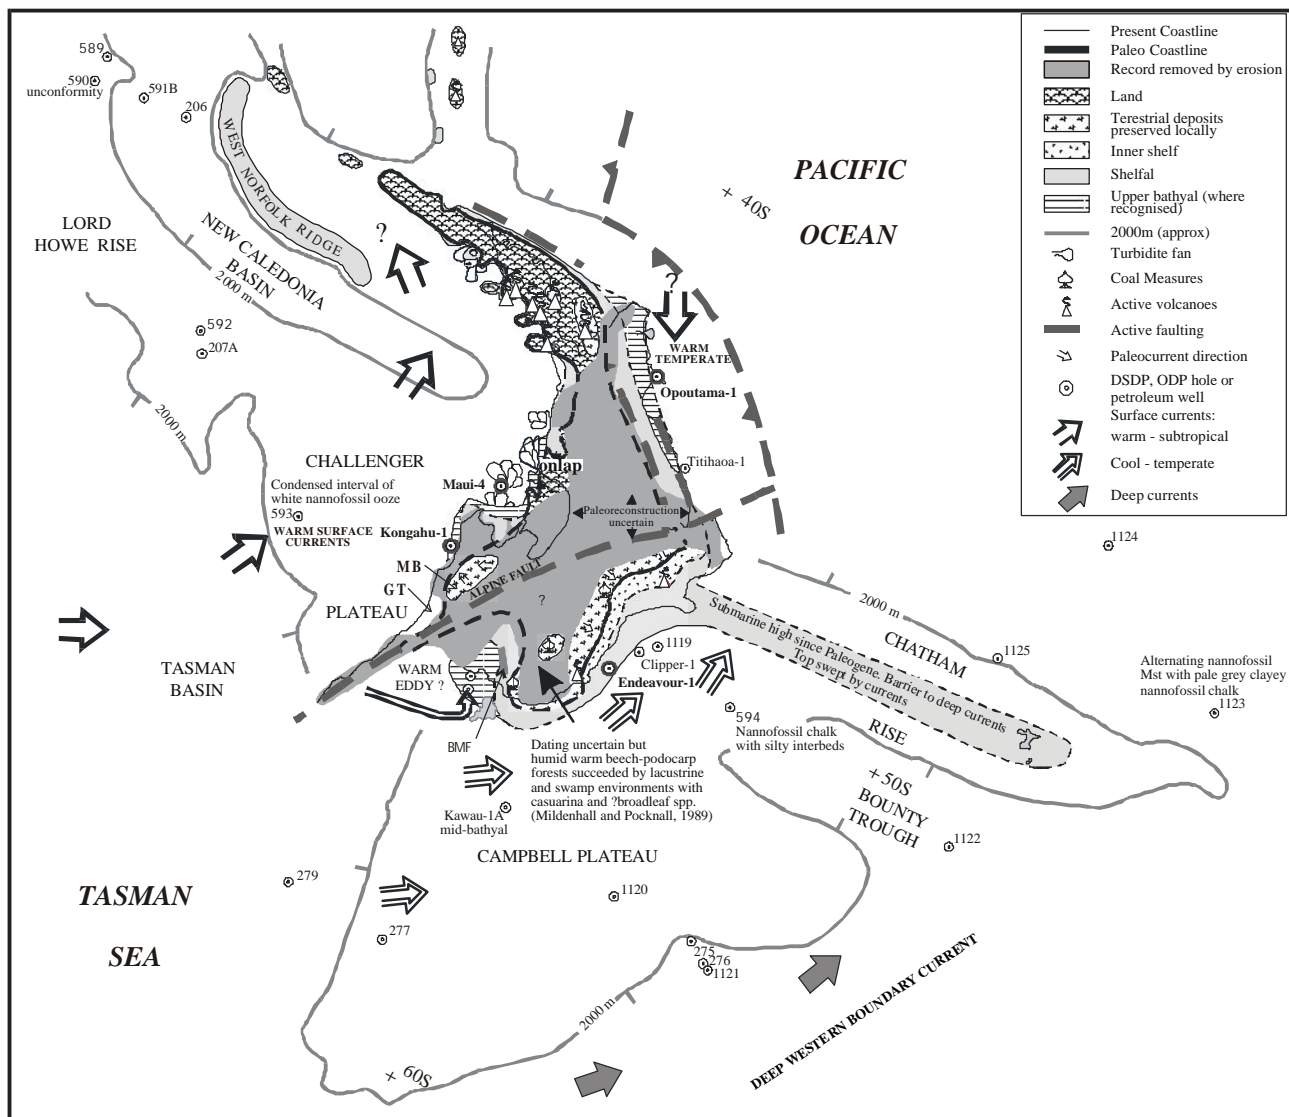 589
590
unconformity
591B
206
WEST NORFOLK RIDGE
LORD
HOWE RISE
NEW CALEDONIA
BASIN
2000 m
?
PACIFIC
OCEAN
+ 40S
?
WARM
TEMPERATE
Opoutama-1
Titihaoa-1
592
207A
2000 m
CHALLENGER
Condensed interval of
white nannofossil ooze
593
WARM SURFACE
CURRENTS
Maui-4
onlap
Kongahu-1
Paleoreconstruction
uncertain
MB
GT
ALPINE FAULT
PLATEAU
?
TASMAN
BASIN
WARM
EDDY ?
BMF
1119
Clipper-1
Endeavour-1
594
Nannofossil chalk
with silty interbeds
Submarine high since Paleogene. Barrier to deep currents
Top swept by currents
2000 m
CHATHAM
RISE
1124
1125
Alternating nannofossil
Mst with pale grey clayey
nannofossil chalk
1123
Dating uncertain but
humid warm beech-podocarp
forests succeeded by lacustrine
and swamp environments with
casuarina and ?broadleaf spp.
(Mildenhall and Pocknall, 1989)
Kawau-1A
mid-bathyal
+ 50S
BOUNTY
TROUGH
1122
CAMPBELL PLATEAU
279
277
1120
TASMAN
SEA
275
276
1121
2000 m
DEEP WESTERN BOUNDARY CURRENT
+ 60S
Present Coastline
Paleo Coastline
Record removed by erosion
Land
Terestrial deposits
preserved locally
Inner shelf
Shelfal
Upper bathyal (where
recognised)
2000m (approx)
Turbidite fan
Coal Measures
Active volcanoes
Active faulting
Paleocurrent direction
DSDP, ODP hole or
petroleum well
Surface currents:
warm - subtropical
Cool - temperate
Deep currents